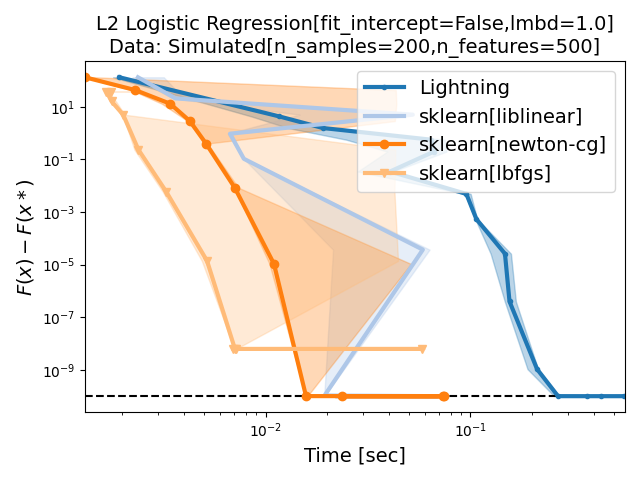 L2 Logistic Regression[fit_intercept=False,lmbd=1.0]
Data: Simulated[n_samples=200,n_features=500]
Lightning
sklearn[liblinear]
sklearn[newton-cg]
sklearn[lbfgs]
F(x) − F(x*)
10¹
10⁻¹
10⁻³
10⁻⁵
10⁻⁷
10⁻⁹
10⁻² 10⁻¹
Time [sec]